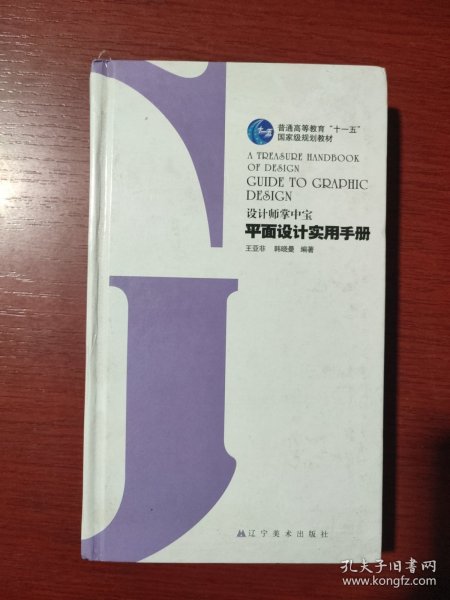 普通高等教育“十一五”
国家级规划教材
A TREASURE HANDBOOK
OF DESIGN
GUIDE TO GRAPHIC
DESIGN
设计师掌中宝
平面设计实用手册
王亚非 韩晓曼 编著
辽宁美术出版社
孔夫子旧书网
www.kongfz.com